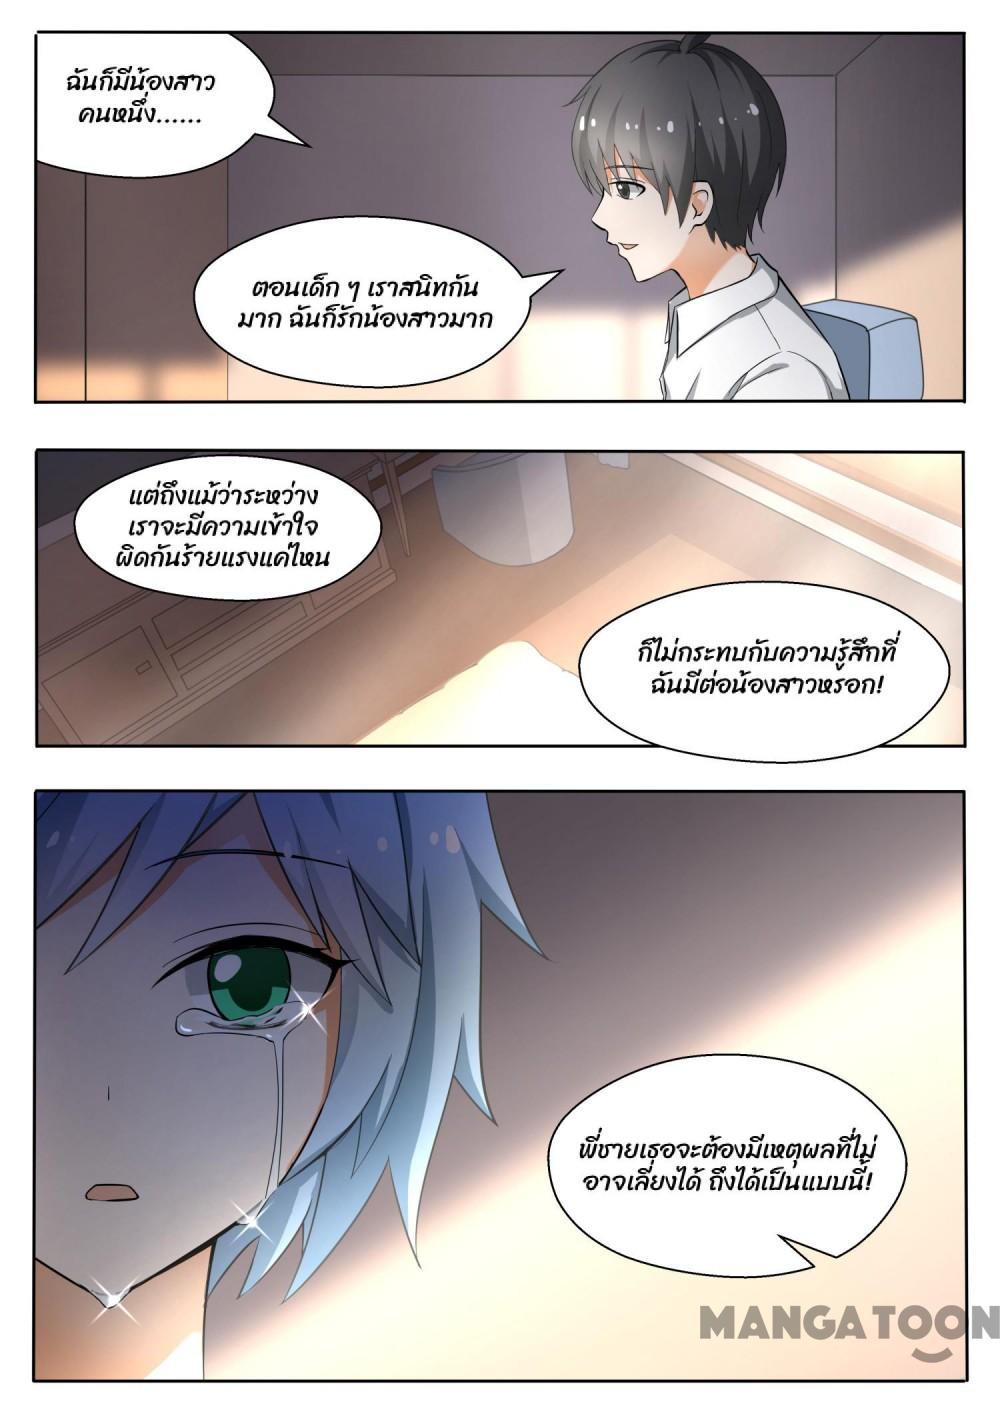 ฉันก็มีน้องสาว
คนหนึ่ง......
ตอนเด็ก ๆ เราสนิทกัน
มาก ฉันก็รักน้องสาวมาก
แต่ถึงแม้ว่าระหว่าง
เราจะมีความเข้าใจ
ผิดกันร้ายแรงแค่ไหน
ก็ไม่กระทบกับความรู้สึกที่
ฉันมีต่อน้องสาวหรอก!
พี่ชายเธอจะต้องมีเหตุผลที่ไม่
อาจเลี่ยงได้ ถึงได้เป็นแบบนี้!
MANGATOON